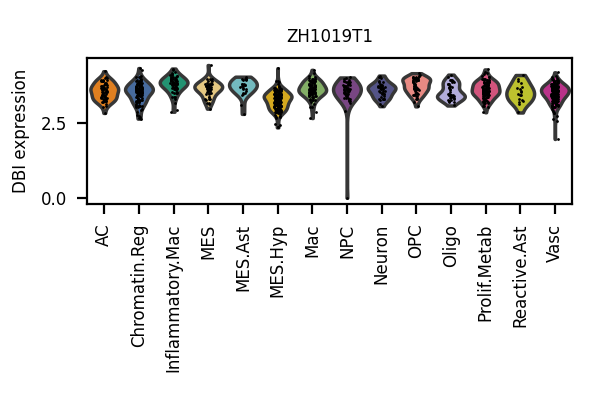 ZH1019T1
DBI expression
2.5
0.0
AC
Chromatin.Reg
Inflammatory.Mac
MES
MES.Ast
MES.Hyp
Mac
NPC
Neuron
OPC
Oligo
Prolif.Metab
Reactive.Ast
Vasc